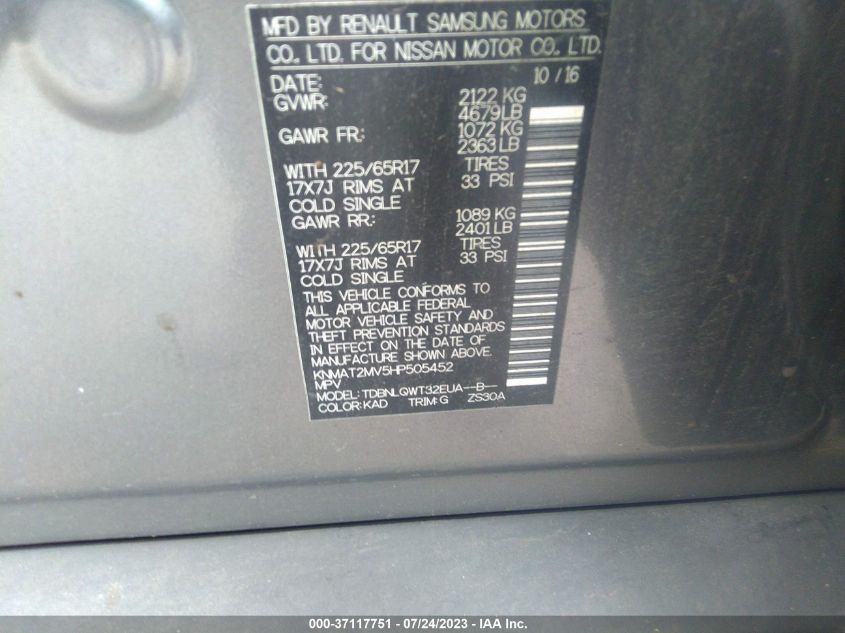 MFD BY RENAULT SAMSUNG MOTORS
CO., LTD. FOR NISSAN MOTOR CO., LTD.
DATE: 10 / 16
GVWR: 2122 KG
4679 LB
GAWR FR: 1072 KG
2363 LB
WITH 225/65R17 TIRES
17X7J RIMS AT 33 PSI
COLD SINGLE
GAWR RR: 1089 KG
2401 LB
WITH 225/65R17 TIRES
17X7J RIMS AT 33 PSI
COLD SINGLE
THIS VEHICLE CONFORMS TO
ALL APPLICABLE FEDERAL
MOTOR VEHICLE SAFETY AND
THEFT PREVENTION STANDARDS
IN EFFECT ON THE DATE OF
MANUFACTURE SHOWN ABOVE.
KNMAT2MV5HP505452
MPV
MODEL: TDBNLQWT32EUA--B--
COLOR: KAD TRIM: G ZS30A
000-37117751 - 07/24/2023 - IAA Inc.